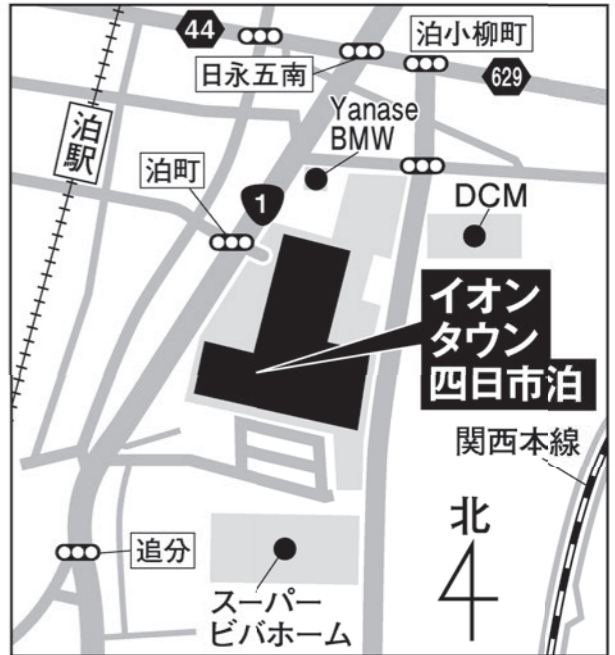 44
泊小柳町
日永五南
629
Yanase
BMW
泊駅
泊町
1
DCM
イオン
タウン
四日市泊
関西本線
北
追分
スーパー
ビバホーム